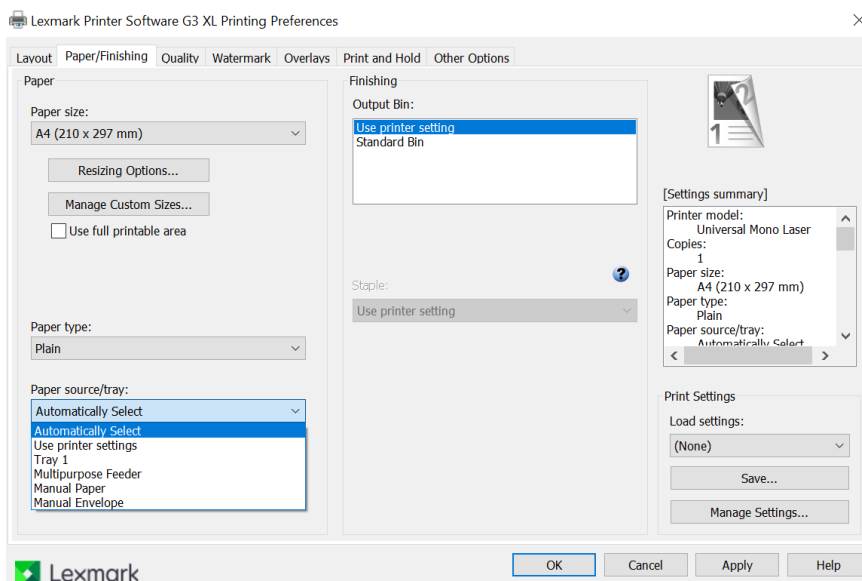 Lexmark Printer Software G3 XL Printing Preferences
Layout Paper/Finishing Quality Watermark Overlays Print and Hold Other Options
Paper
Paper size:
A4 (210 x 297 mm)
Resizing Options...
Manage Custom Sizes...
Use full printable area
Paper type:
Plain
Paper source/tray:
Automatically Select
Automatically Select
Use printer settings
Tray 1
Multipurpose Feeder
Manual Paper
Manual Envelope
Finishing
Output Bin:
Use printer setting
Standard Bin
?
Staple:
Use printer setting
1 2
[Settings summary]
Printer model:
Universal Mono Laser
Copies:
1
Paper size:
A4 (210 x 297 mm)
Paper type:
Plain
Paper source/tray:
Automatically Select
Print Settings
Load settings:
(None)
Save...
Manage Settings...
Lexmark
OK Cancel Apply Help